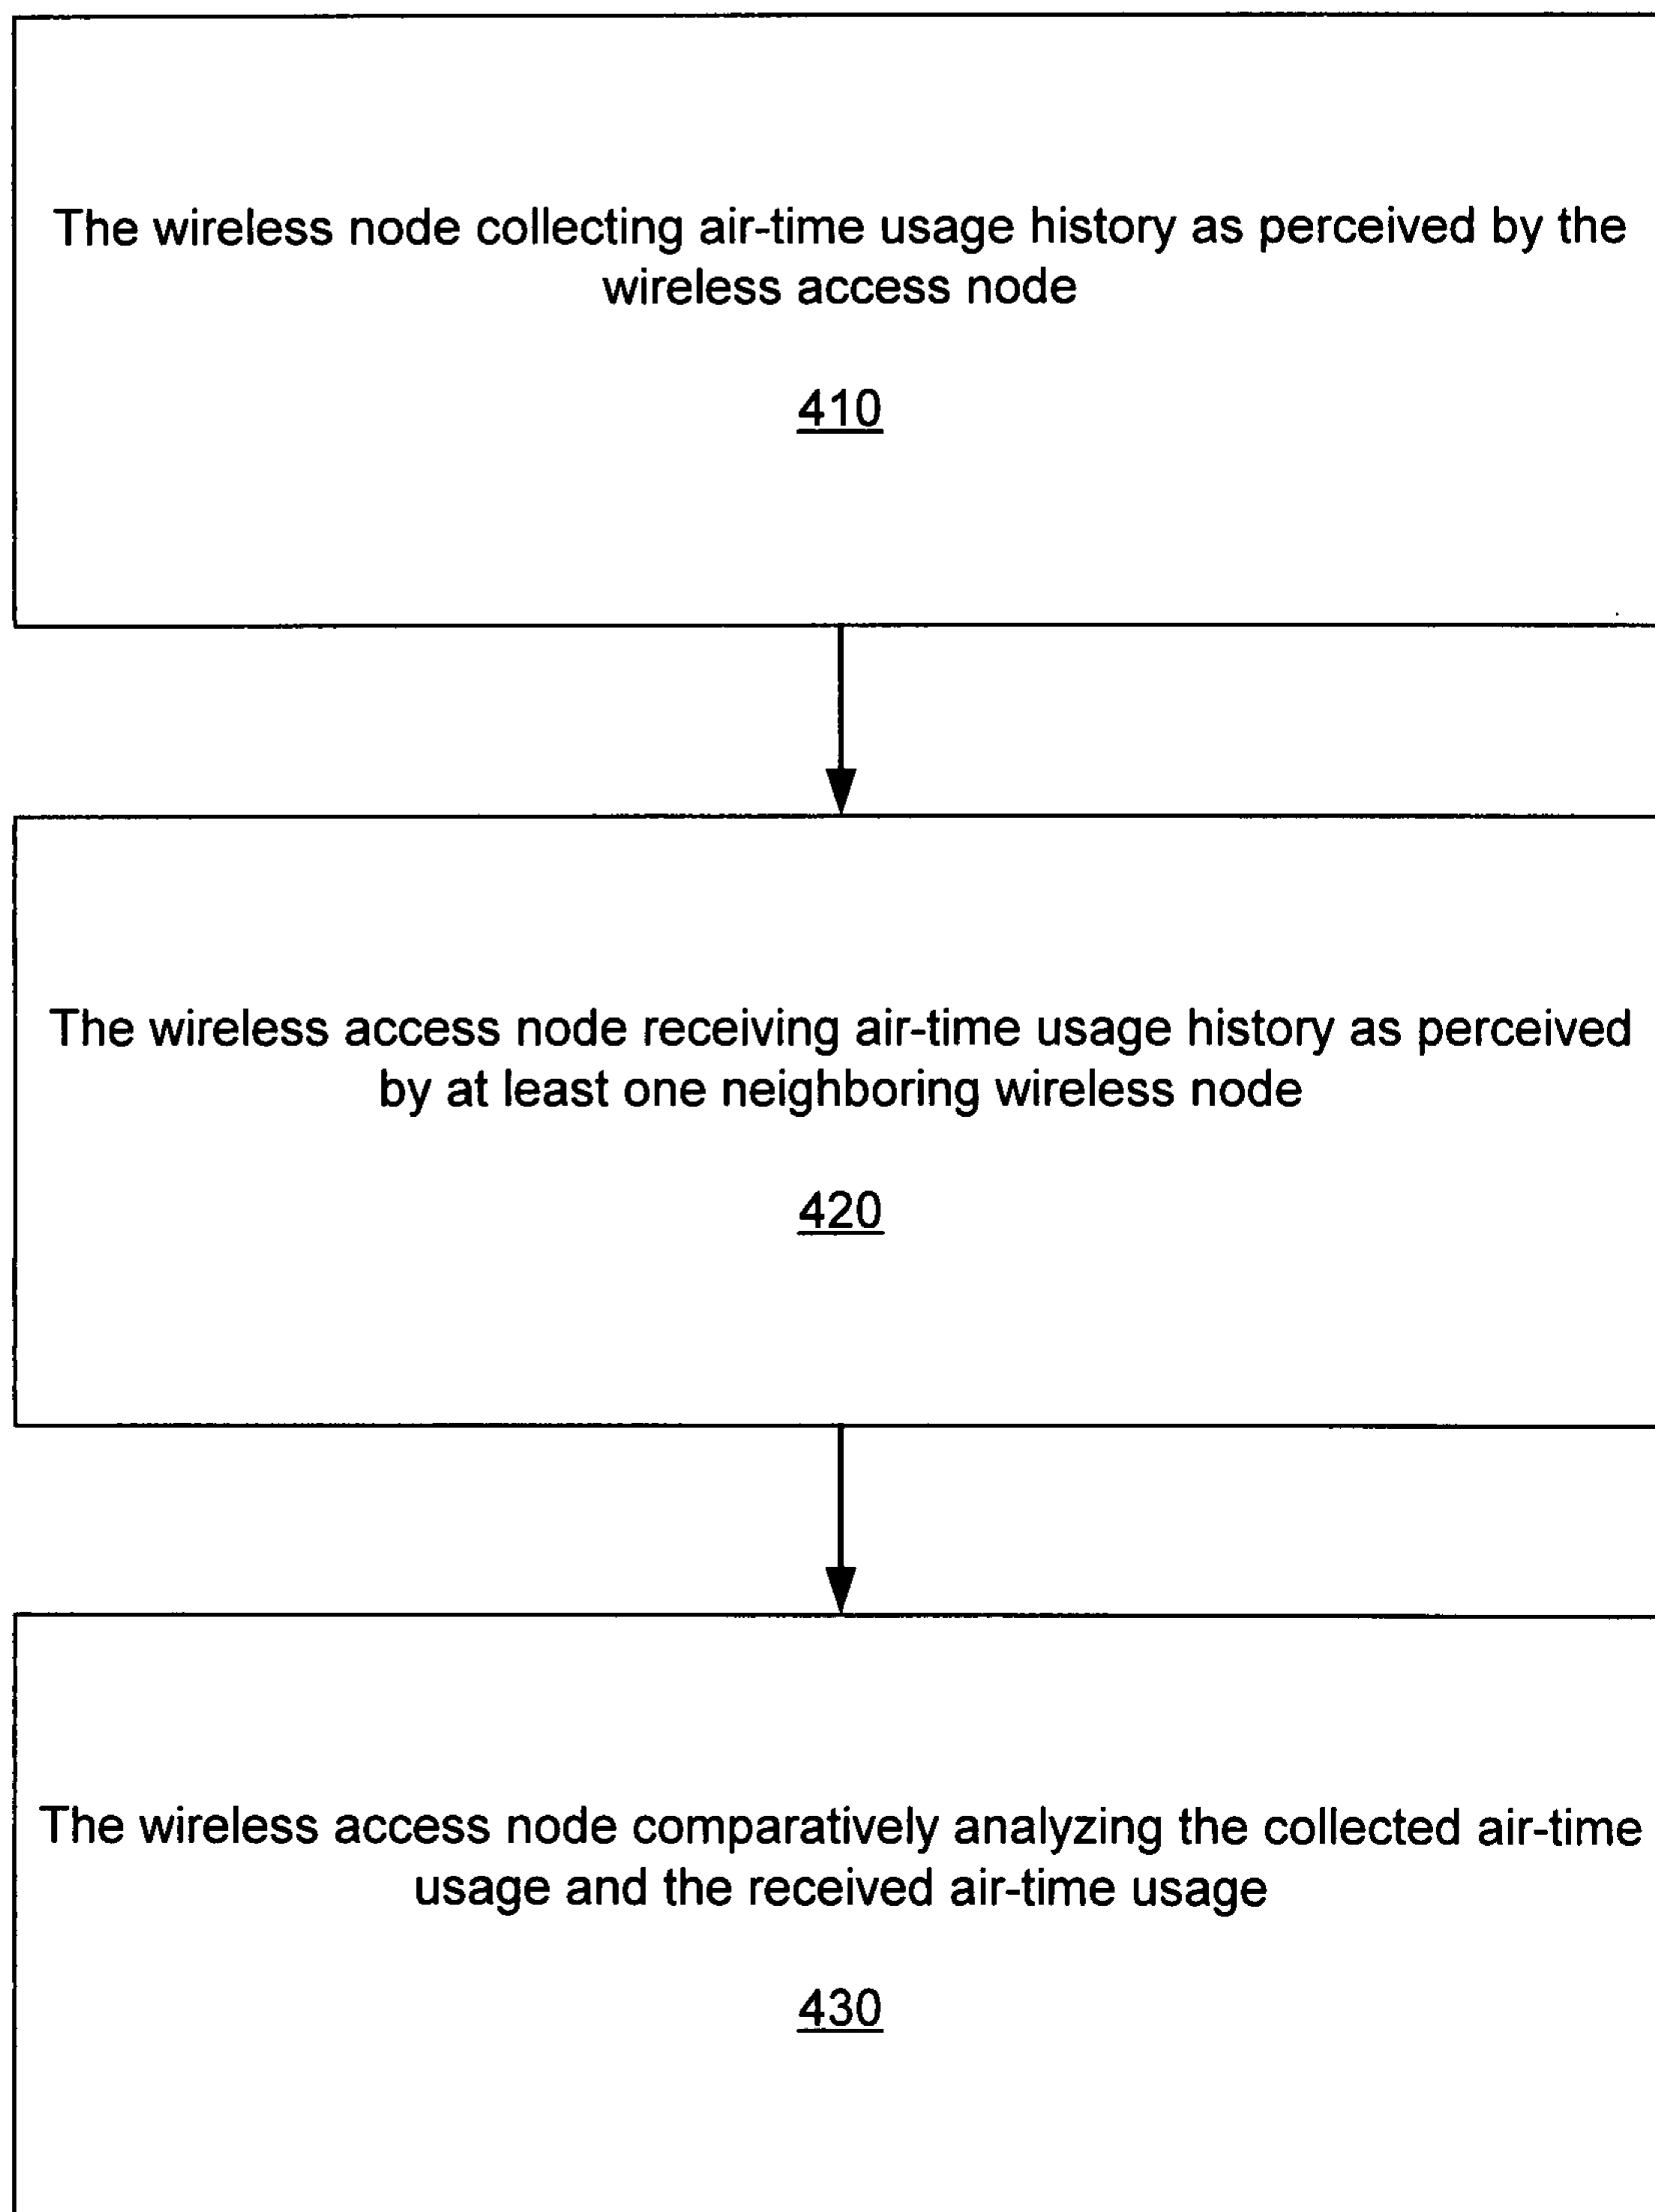 The wireless node collecting air-time usage history as perceived by the
wireless access node
410
The wireless access node receiving air-time usage history as perceived
by at least one neighboring wireless node
420
The wireless access node comparatively analyzing the collected air-time
usage and the received air-time usage
430